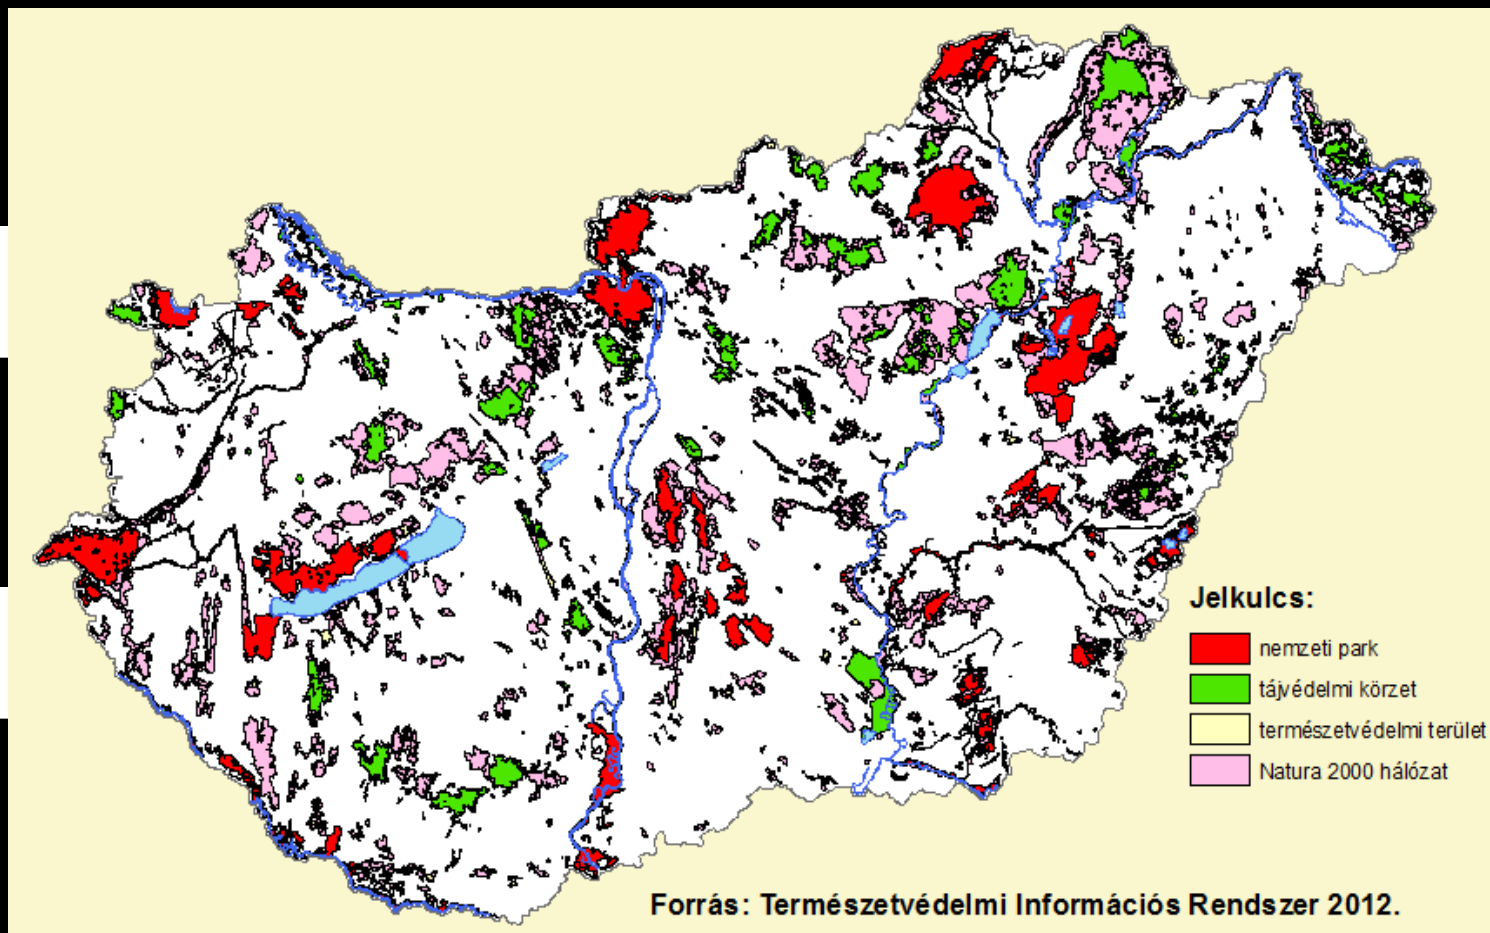 Jelkulcs:
nemzeti park
tájvédelmi körzet
természetvédelmi terület
Natura 2000 hálózat
Forrás: Természetvédelmi Információs Rendszer 2012.